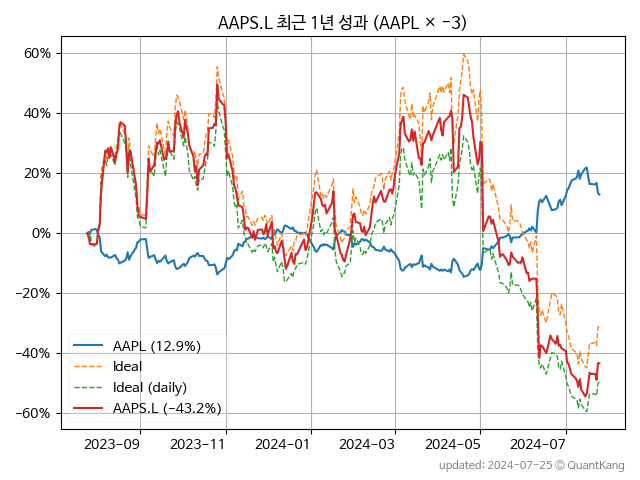 AAPS.L 최근 1년 성과 (AAPL × −3)
60%
40%
20%
0%
−20%
−40%
−60%
AAPL (12.9%)
Ideal
Ideal (daily)
AAPS.L (−43.2%)
2023-09 2023-11 2024-01 2024-03 2024-05 2024-07
updated: 2024-07-25 © QuantKang